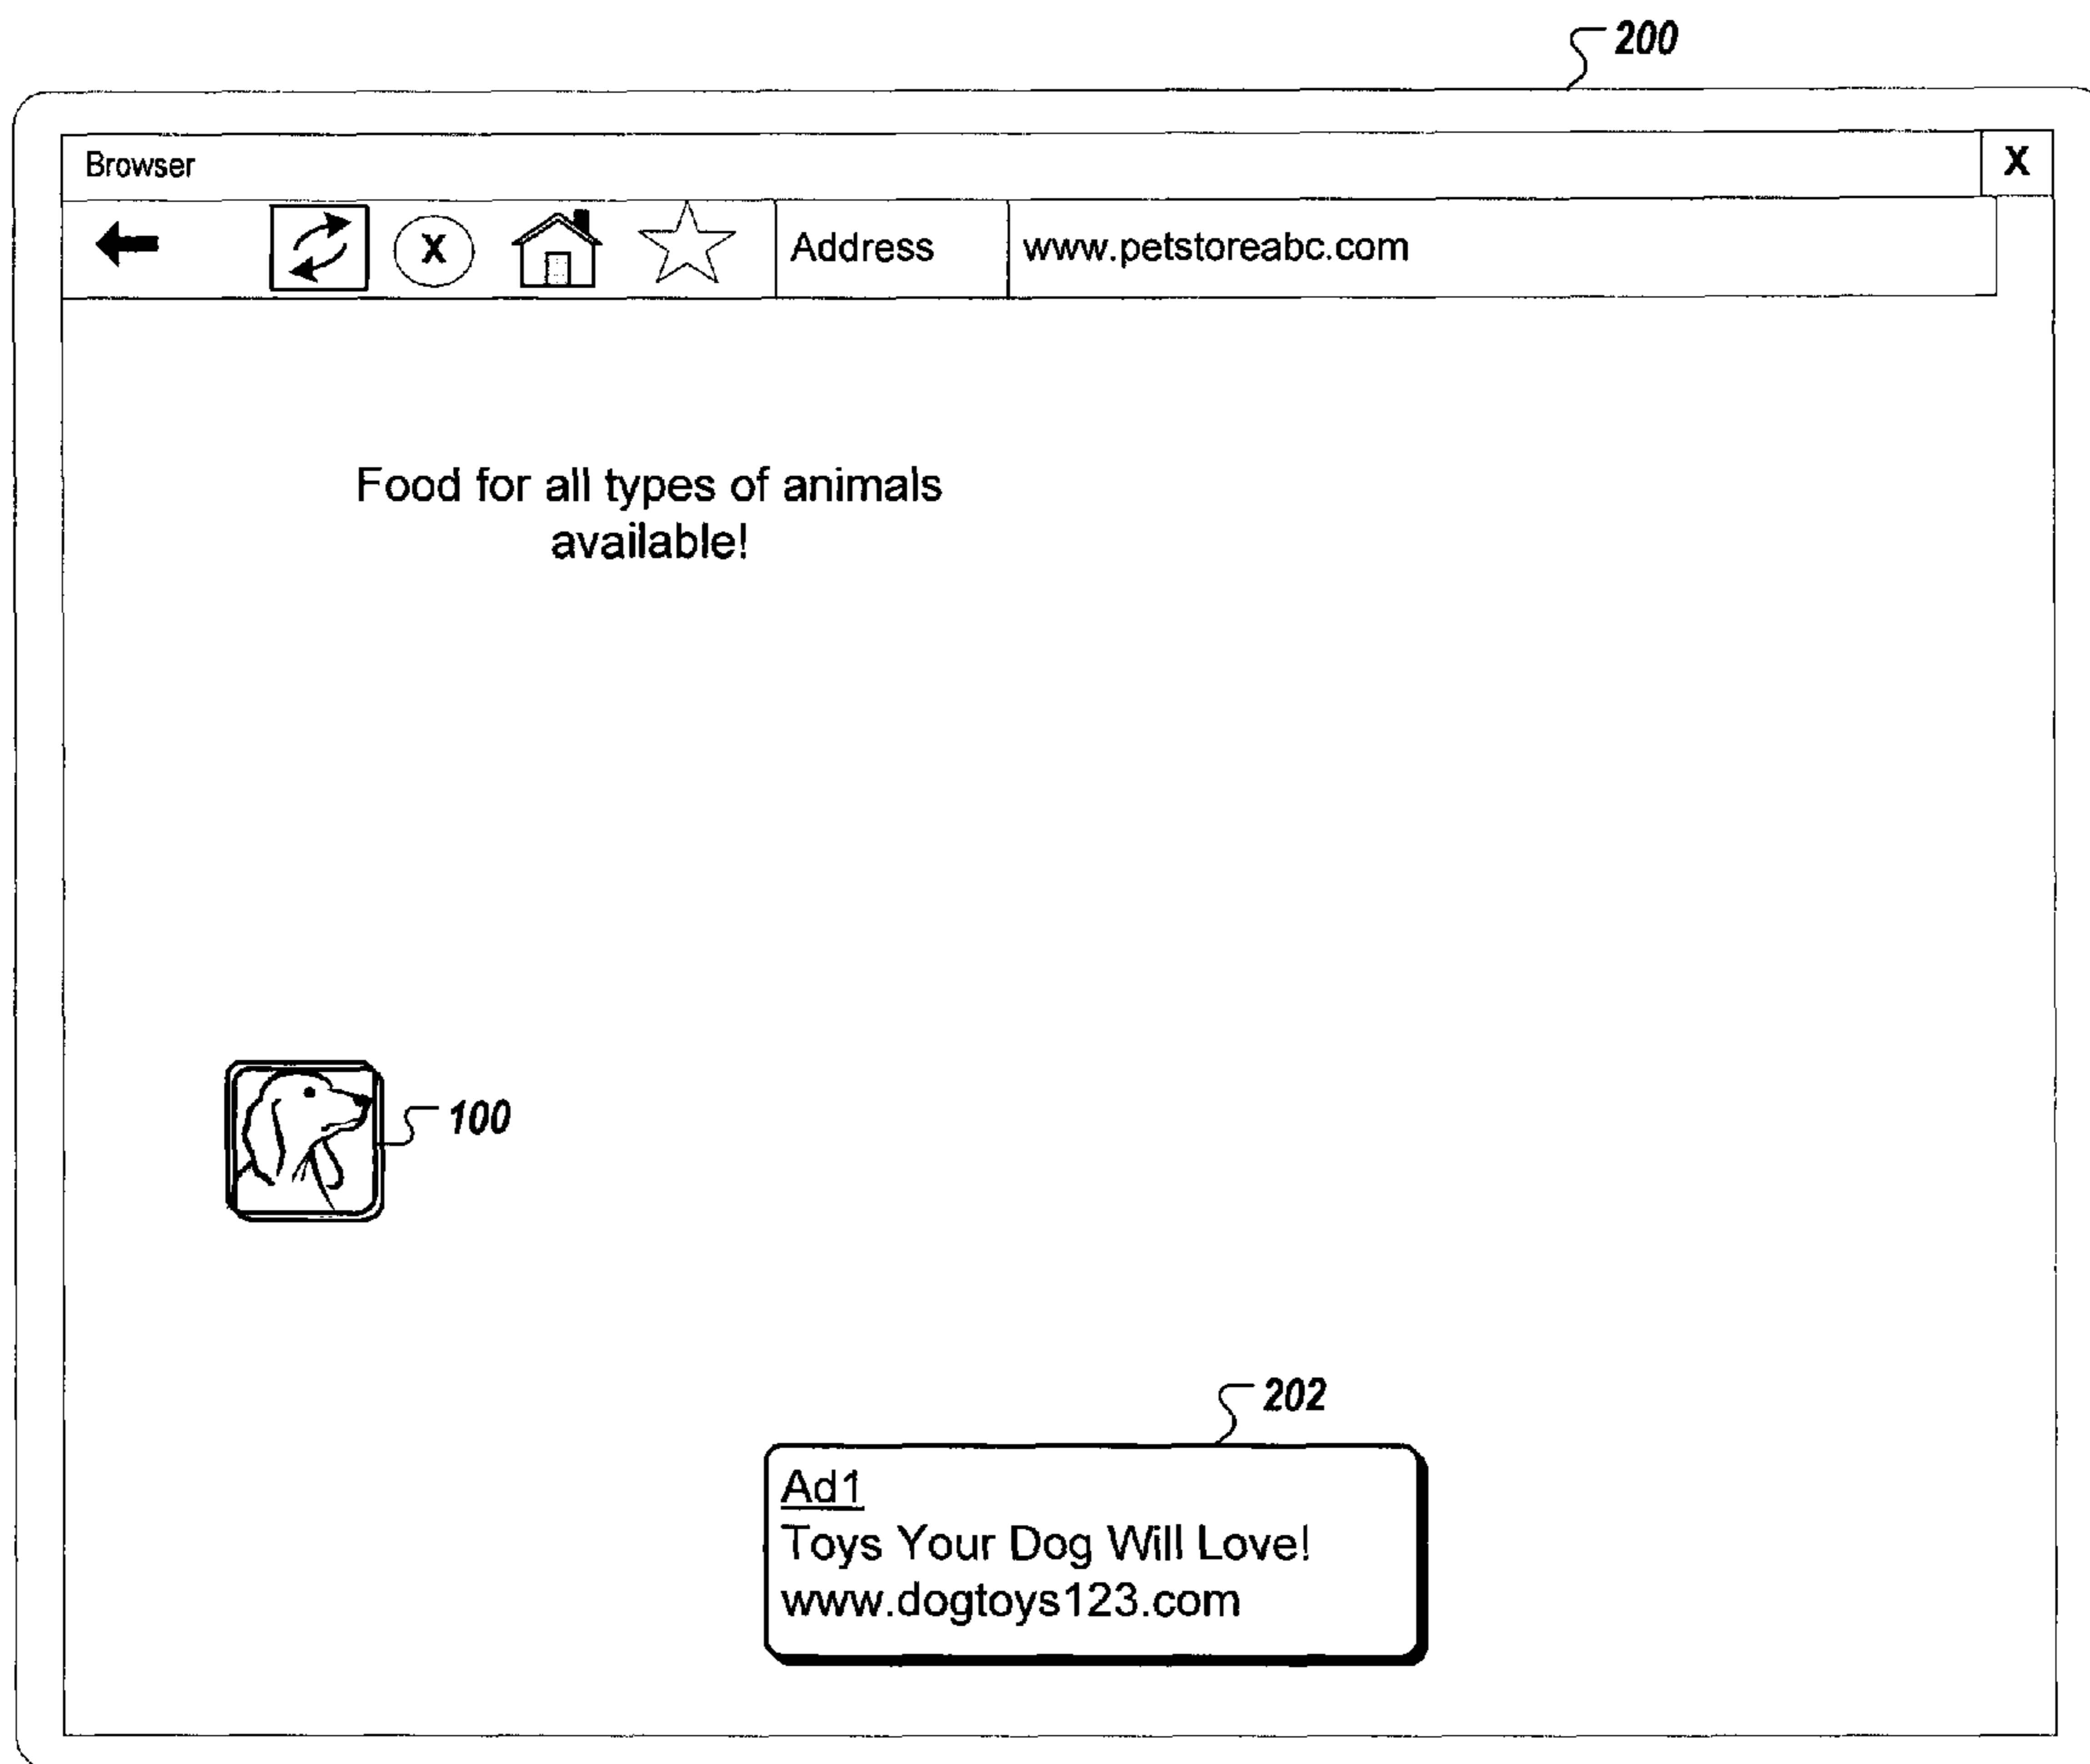 200
Browser X
X Address www.petstoreabc.com
Food for all types of animals
available!
100
202
Ad1
Toys Your Dog Will Love!
www.dogtoys123.com